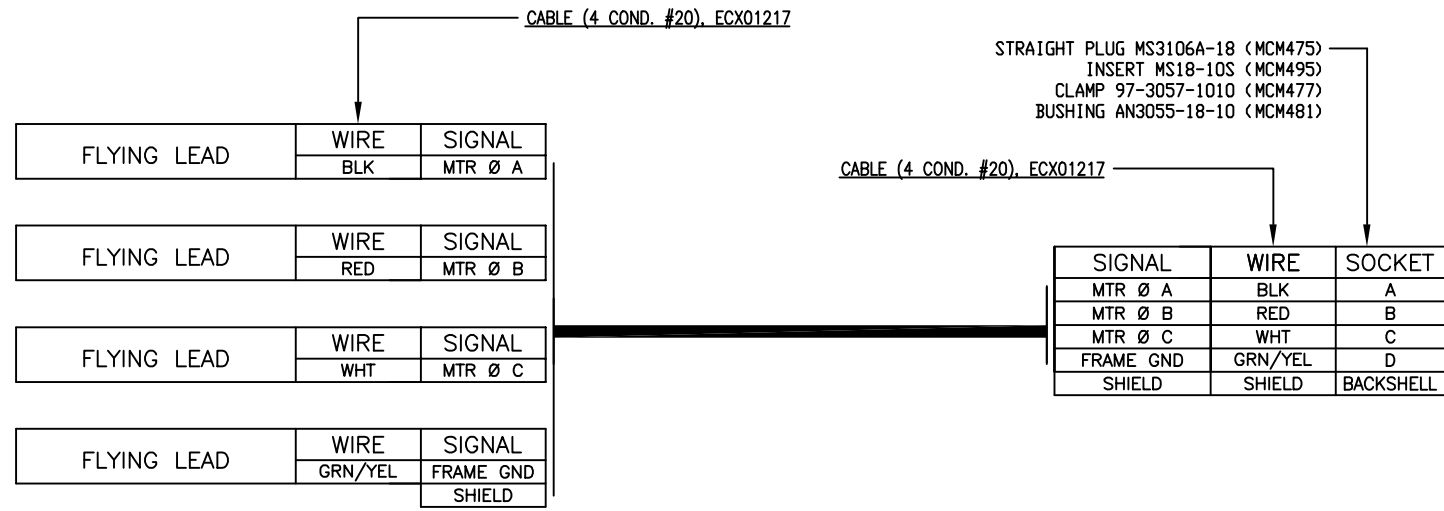 CABLE (4 COND. #20), ECX01217
STRAIGHT PLUG MS3106A-18 (MCM475)
INSERT MS18-10S (MCM495)
CLAMP 97-3057-1010 (MCM477)
BUSHING AN3055-18-10 (MCM481)
FLYING LEAD WIRE SIGNAL
BLK MTR Ø A
CABLE (4 COND. #20), ECX01217
FLYING LEAD WIRE SIGNAL
RED MTR Ø B
FLYING LEAD WIRE SIGNAL
WHT MTR Ø C
FLYING LEAD WIRE SIGNAL
GRN/YEL FRAME GND
SHIELD
SIGNAL WIRE SOCKET
MTR Ø A BLK A
MTR Ø B RED B
MTR Ø C WHT C
FRAME GND GRN/YEL D
SHIELD SHIELD BACKSHELL